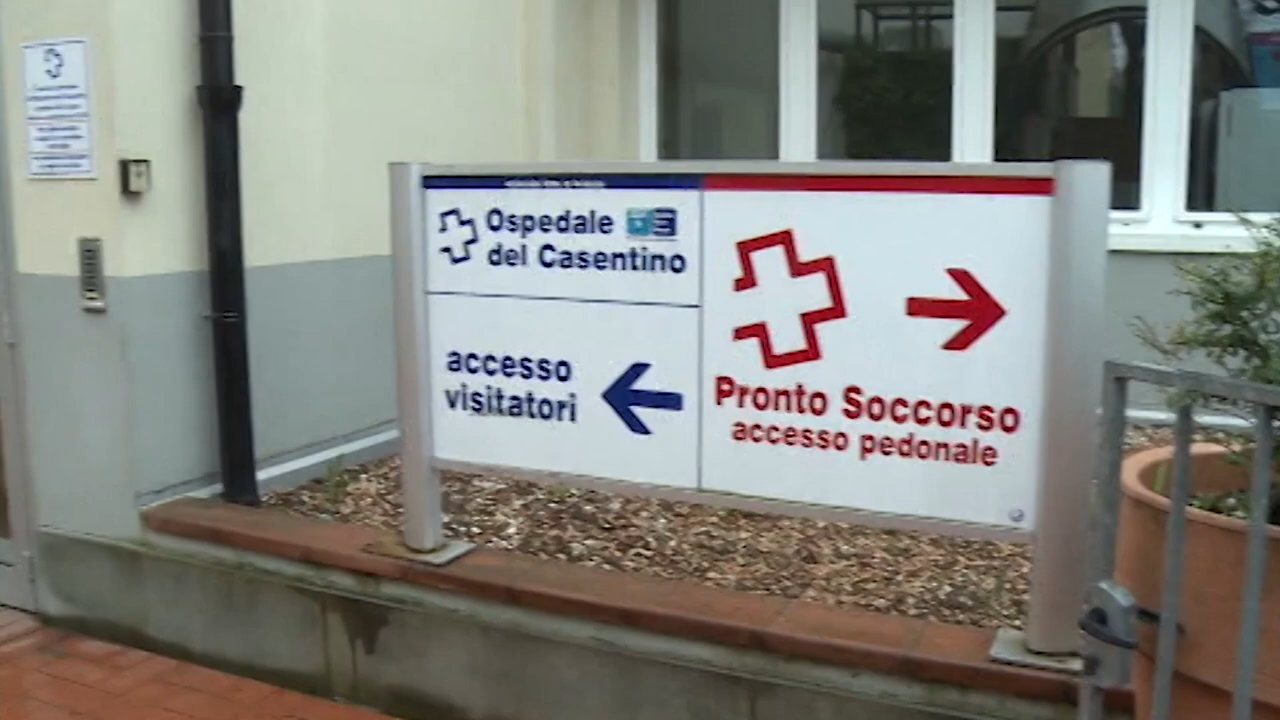 Ospedale
del Casentino
accesso
visitatori
Pronto Soccorso
accesso pedonale